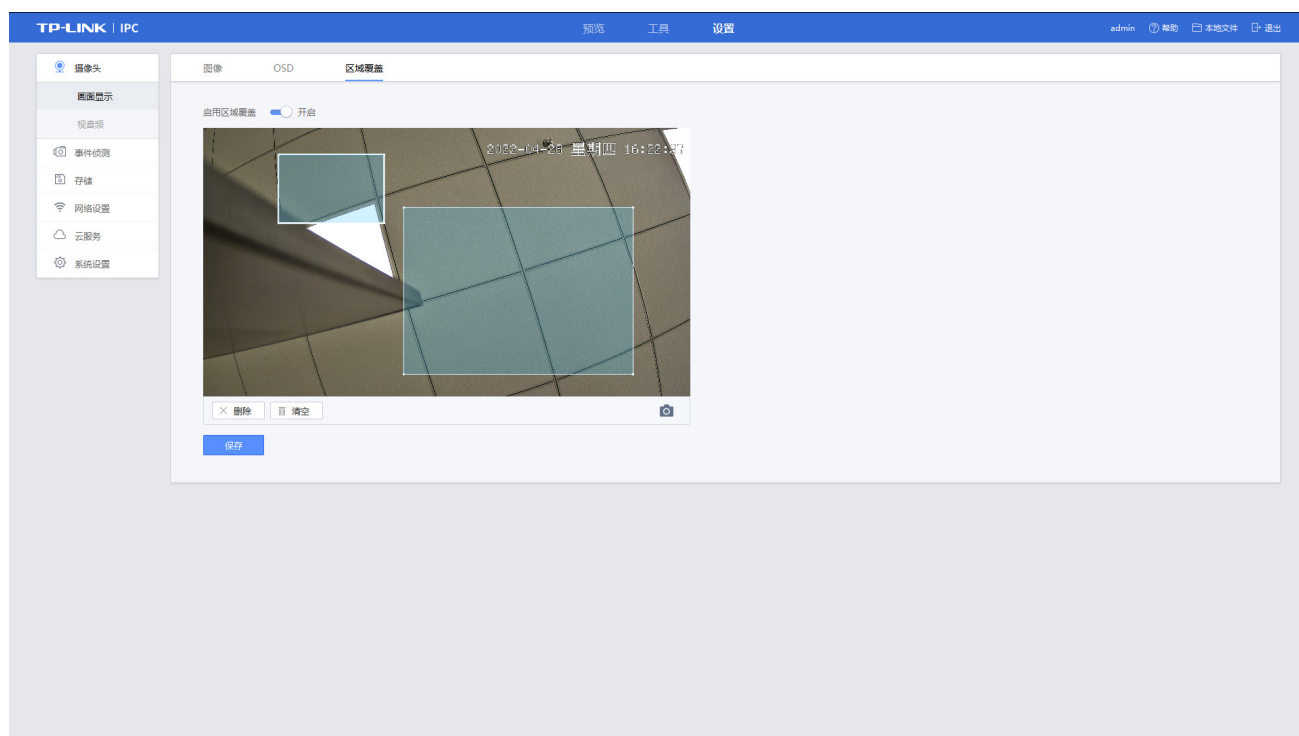 TP-LINK | IPC
预览 工具 设置
admin 帮助 本地文件 退出
摄像头
画面显示
视音频
事件侦测
存储
网络设置
云服务
系统设置
图像 OSD 区域覆盖
启用区域覆盖 开启
2022-04-28 星期四 16:22:27
删除 清空
保存